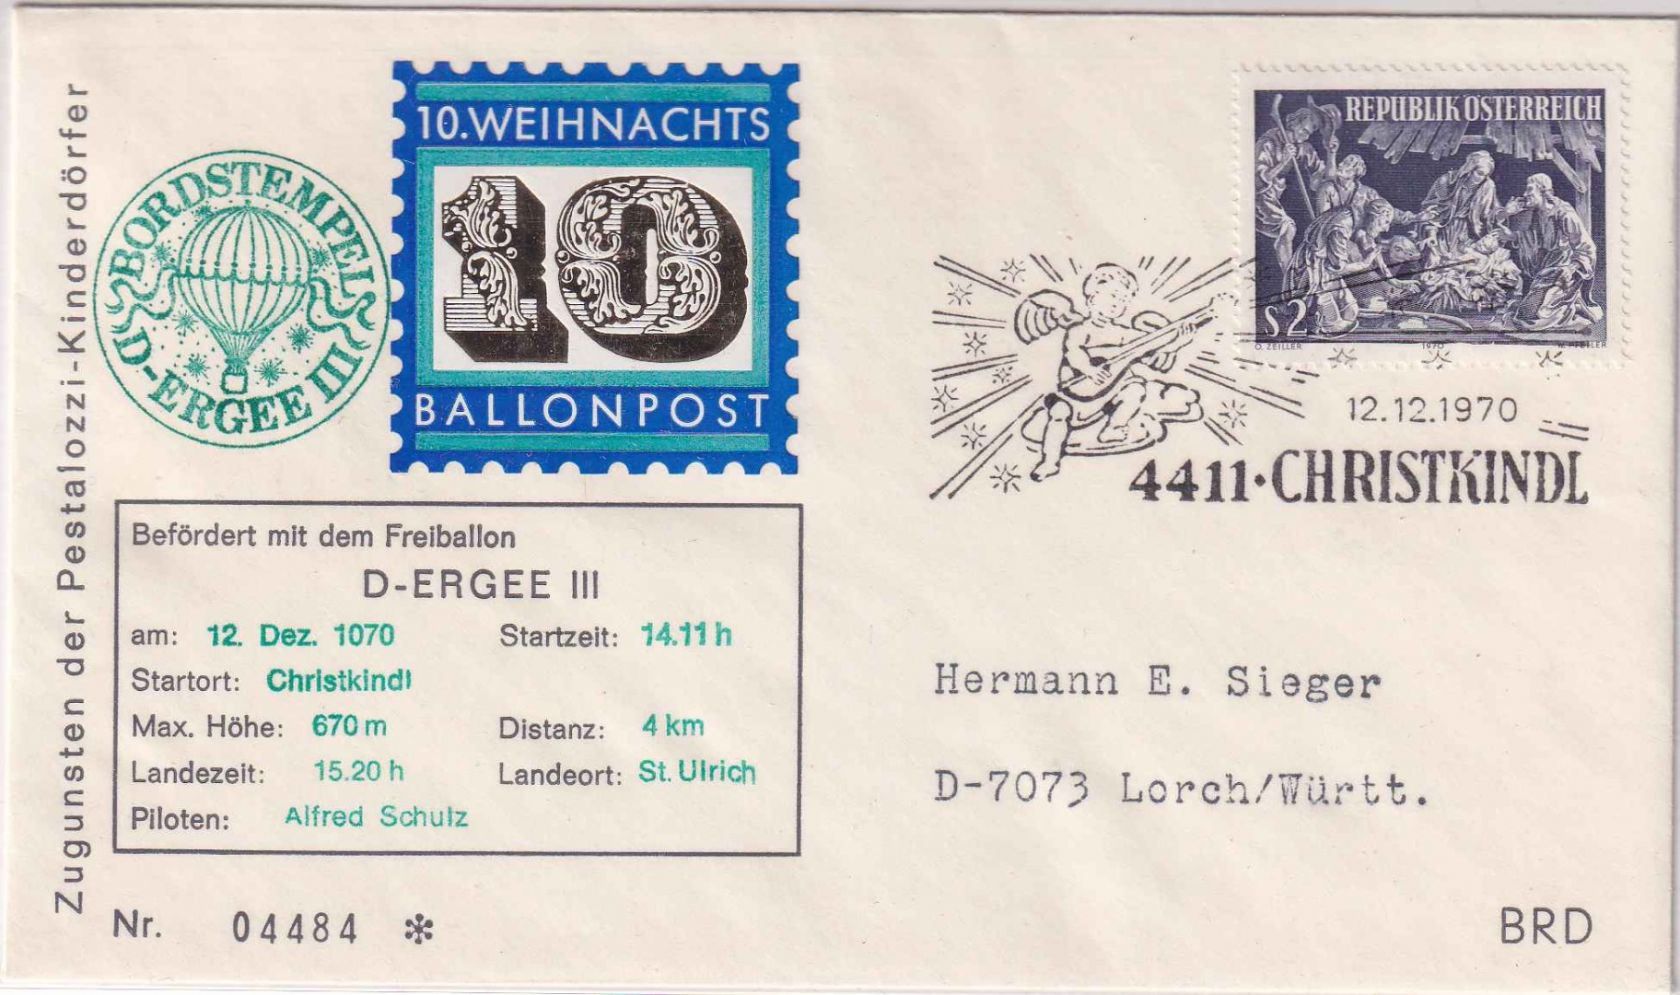 Zugunsten der Pestalozzi-Kinderdörfer
BORDSTEMPEL
D-ERGEE III
10. WEIHNACHTS
10
BALLONPOST
REPUBLIK ÖSTERREICH
S 2
O. ZEILLER 1970 W. PFEILER
12.12.1970
4411·CHRISTKINDL
Befördert mit dem Freiballon
D-ERGEE III
am: 12. Dez. 1070 Startzeit: 14.11 h
Startort: Christkindl
Max. Höhe: 670 m Distanz: 4 km
Landezeit: 15.20 h Landeort: St. Ulrich
Piloten: Alfred Schulz
Nr. 04484 *
Hermann E. Sieger
D-7073 Lorch/Württ.
BRD